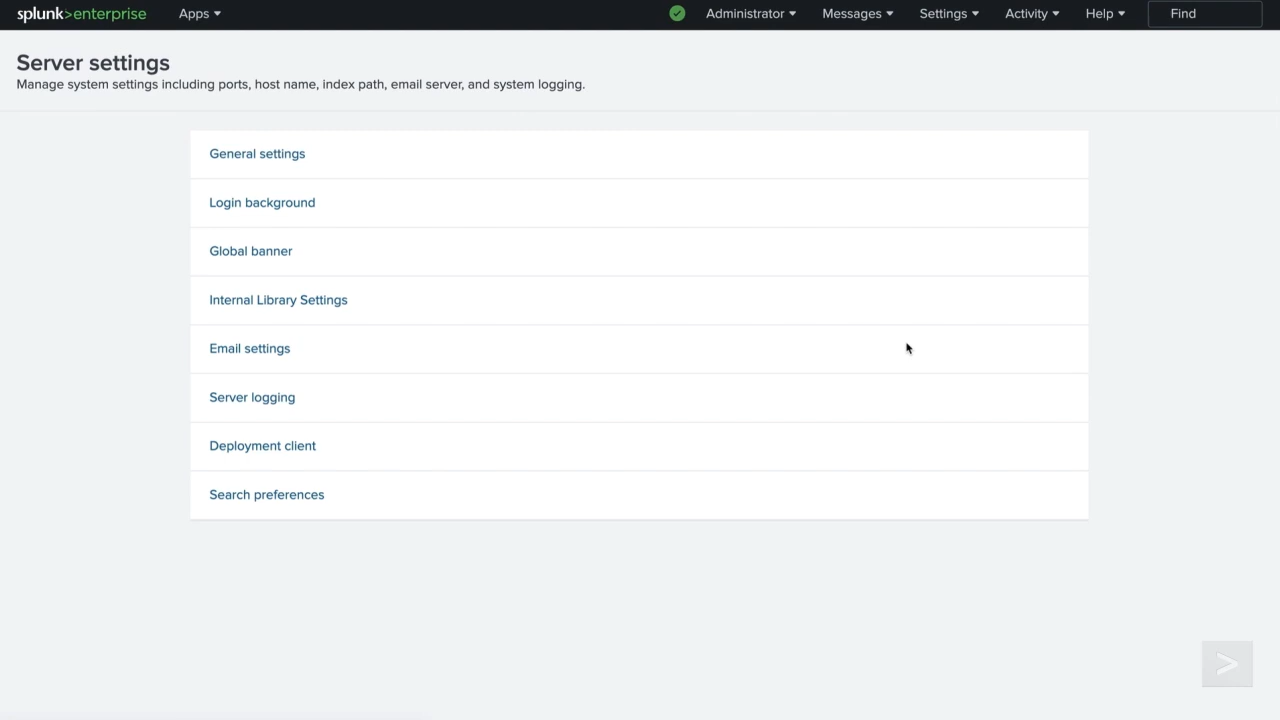 splunk>enterprise Apps Administrator Messages Settings Activity Help Find
Server settings
Manage system settings including ports, host name, index path, email server, and system logging.
General settings
Login background
Global banner
Internal Library Settings
Email settings
Server logging
Deployment client
Search preferences
>